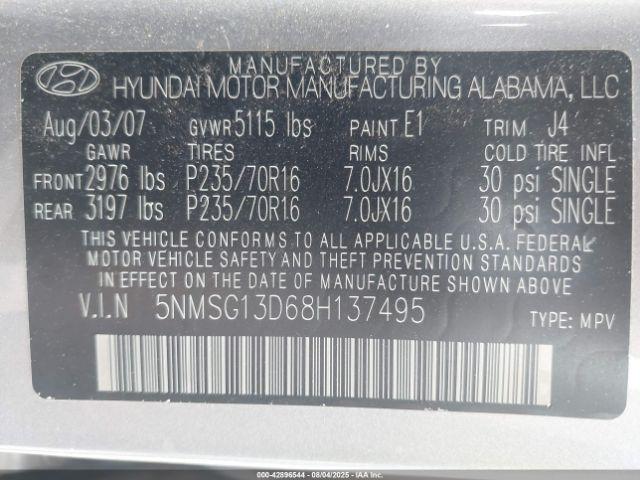 MANUFACTURED BY
HYUNDAI MOTOR MANUFACTURING ALABAMA, LLC
Aug/03/07 GVWR 5115 lbs PAINT E1 TRIM J4
GAWR TIRES RIMS COLD TIRE INFL
FRONT 2976 lbs P235/70R16 7.0JX16 30 psi SINGLE
REAR 3197 lbs P235/70R16 7.0JX16 30 psi SINGLE
THIS VEHICLE CONFORMS TO ALL APPLICABLE U.S.A. FEDERAL
MOTOR VEHICLE SAFETY AND THEFT PREVENTION STANDARDS
IN EFFECT ON THE DATE OF MANUFACTURE SHOWN ABOVE.
V.I.N 5NMSG13D68H137495 TYPE: MPV
000-42896544 - 08/04/2025 - IAAI.COM